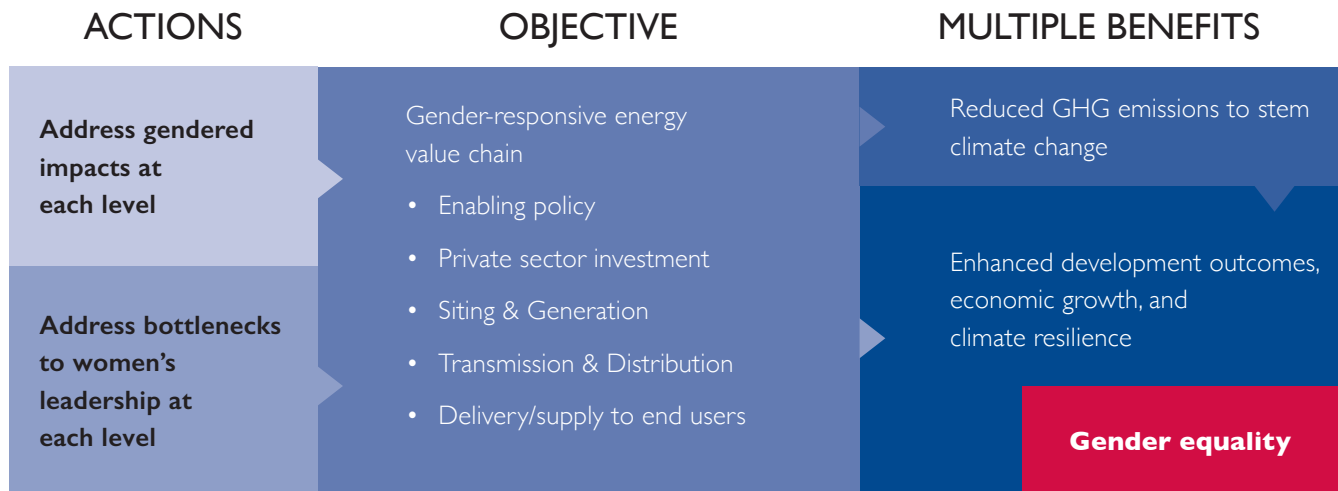 ACTIONS
OBJECTIVE
MULTIPLE BENEFITS
Address gendered
impacts at
each level
Address bottlenecks
to women’s
leadership at
each level
Gender-responsive energy
value chain
• Enabling policy
• Private sector investment
• Siting & Generation
• Transmission & Distribution
• Delivery/supply to end users
Reduced GHG emissions to stem
climate change
Enhanced development outcomes,
economic growth, and
climate resilience
Gender equality